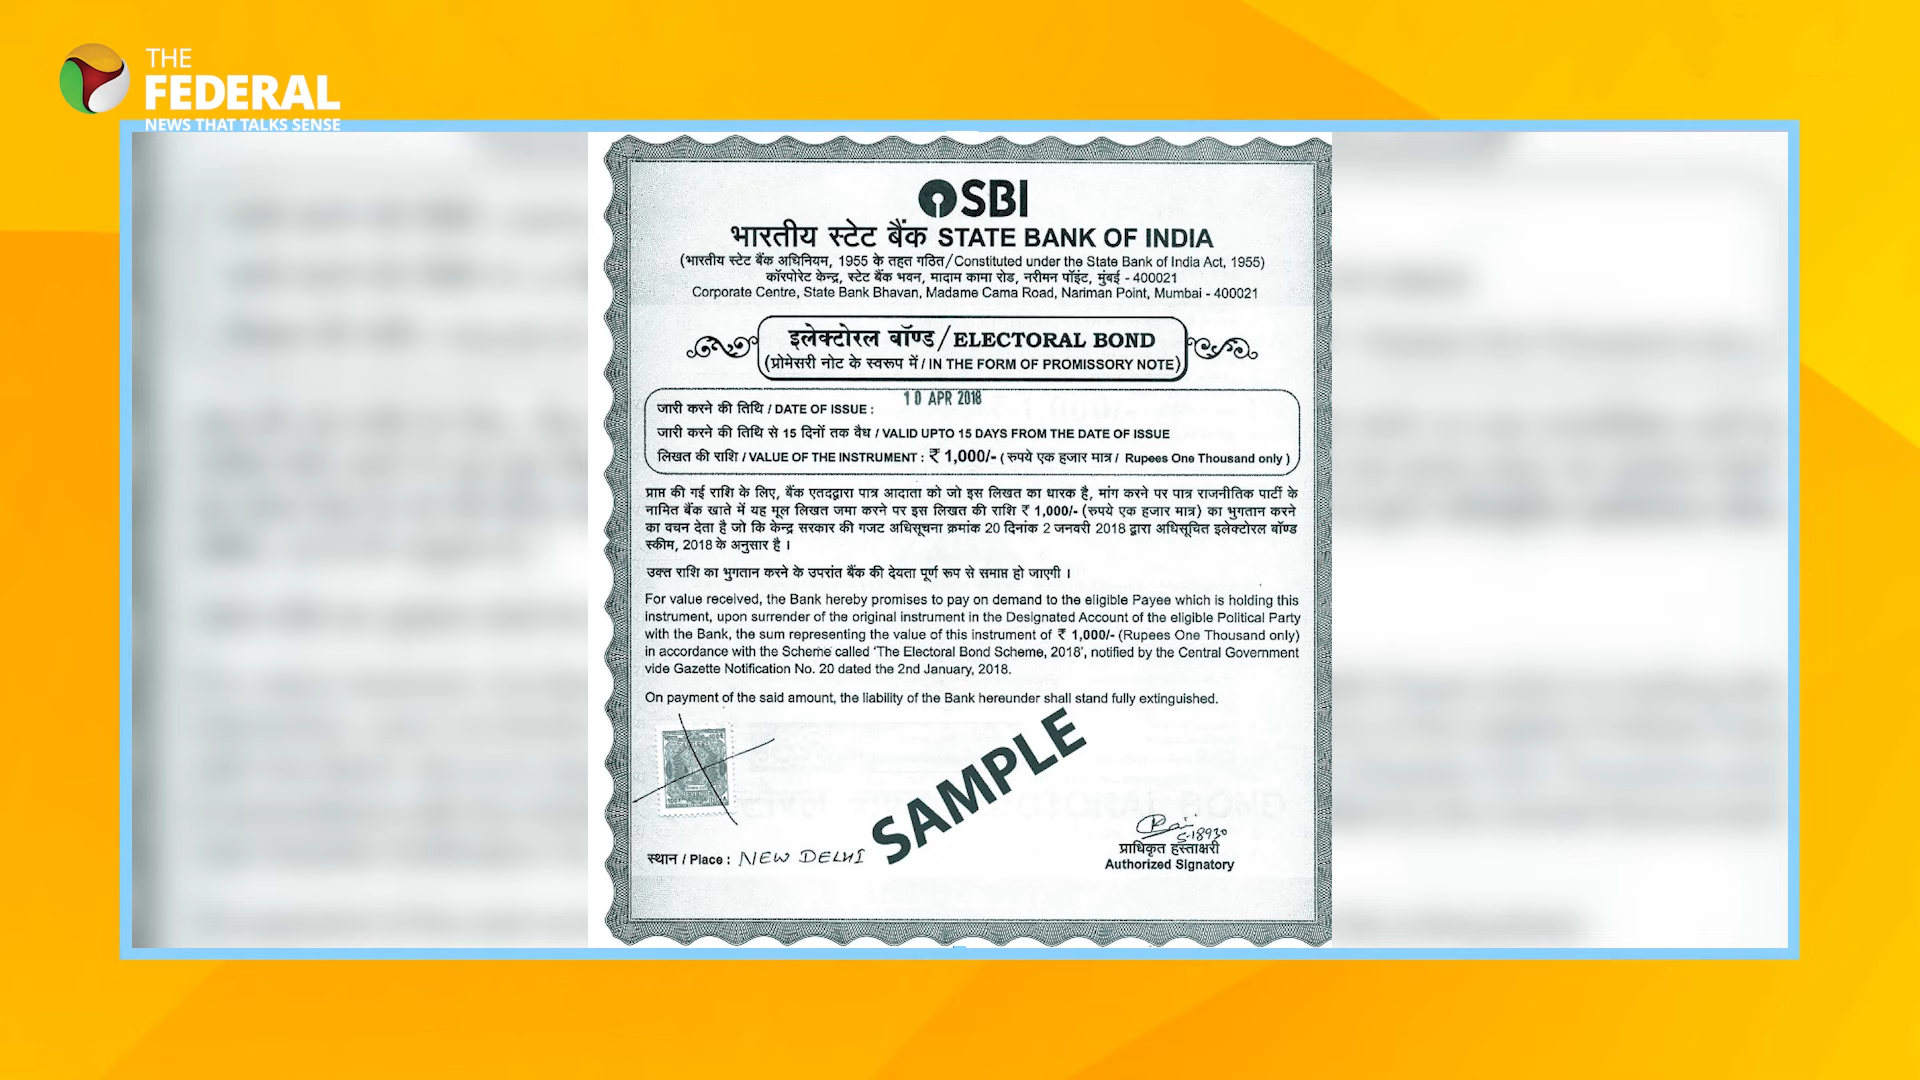 THE
FEDERAL
NEWS THAT TALKS SENSE
SBI
भारतीय स्टेट बैंक STATE BANK OF INDIA
(भारतीय स्टेट बैंक अधिनियम, 1955 के तहत गठित/Constituted under the State Bank of India Act, 1955)
कॉरपोरेट केन्द्र, स्टेट बैंक भवन, मादाम कामा रोड, नरीमन पॉइंट, मुंबई - 400021
Corporate Centre, State Bank Bhavan, Madame Cama Road, Nariman Point, Mumbai - 400021
इलेक्टोरल बॉण्ड/ELECTORAL BOND
(प्रोमेसरी नोट के स्वरूप में/IN THE FORM OF PROMISSORY NOTE)
जारी करने की तिथि / DATE OF ISSUE : 10 APR 2018
जारी करने की तिथि से 15 दिनों तक वैध / VALID UPTO 15 DAYS FROM THE DATE OF ISSUE
लिखत की राशि / VALUE OF THE INSTRUMENT : ₹ 1,000/- ( रुपये एक हजार मात्र / Rupees One Thousand only )
प्राप्त की गई राशि के लिए, बैंक एतदद्वारा पात्र आदाता को जो इस लिखत का धारक है, मांग करने पर पात्र राजनीतिक पार्टी के
नामित बैंक खाते में यह मूल लिखत जमा करने पर इस लिखत की राशि ₹ 1,000/- (रुपये एक हजार मात्र) का भुगतान करने
का वचन देता है जो कि केन्द्र सरकार की गजट अधिसूचना क्रमांक 20 दिनांक 2 जनवरी 2018 द्वारा अधिसूचित इलेक्टोरल बॉण्ड
स्कीम, 2018 के अनुसार है ।
उक्त राशि का भुगतान करने के उपरांत बैंक की देयता पूर्ण रूप से समाप्त हो जाएगी ।
For value received, the Bank hereby promises to pay on demand to the eligible Payee which is holding this
instrument, upon surrender of the original instrument in the Designated Account of the eligible Political Party
with the Bank, the sum representing the value of this instrument of ₹ 1,000/- (Rupees One Thousand only)
in accordance with the Scheme called 'The Electoral Bond Scheme, 2018', notified by the Central Government
vide Gazette Notification No. 20 dated the 2nd January, 2018.
On payment of the said amount, the liability of the Bank hereunder shall stand fully extinguished.
SAMPLE
S-18930
स्थान / Place : NEW DELHI
प्राधिकृत हस्ताक्षरी
Authorized Signatory